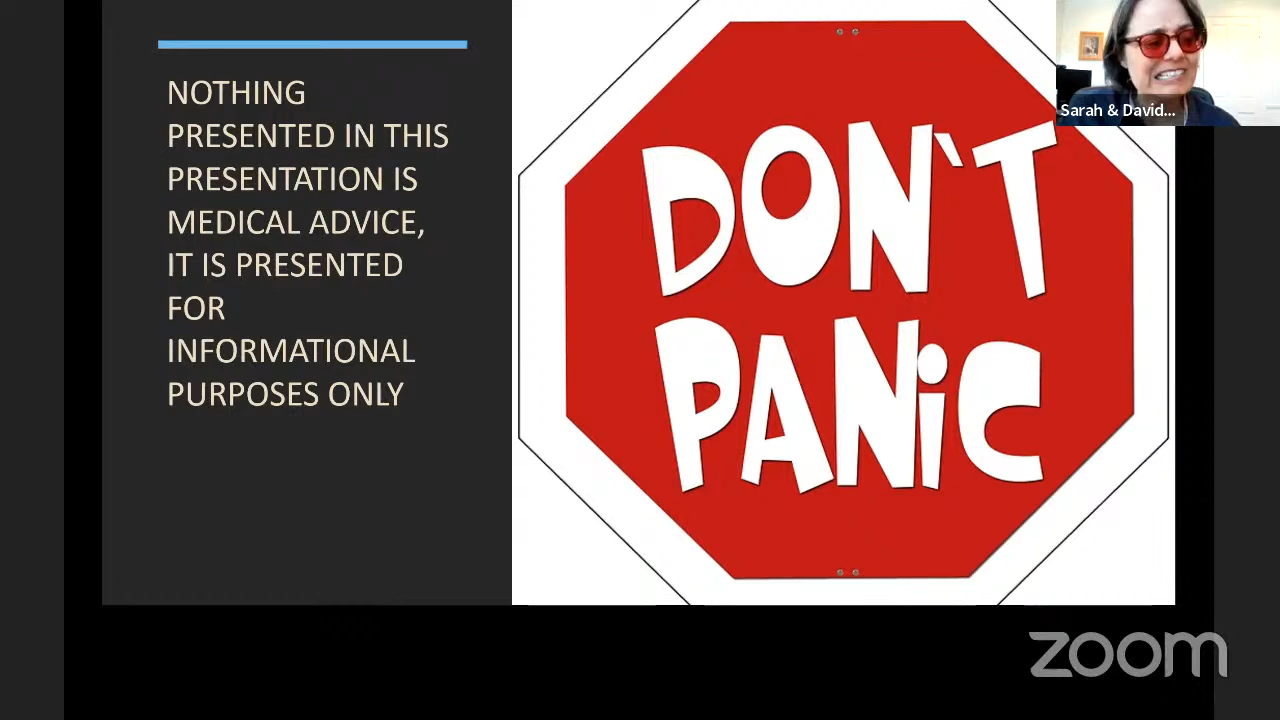 NOTHING
PRESENTED IN THIS
PRESENTATION IS
MEDICAL ADVICE,
IT IS PRESENTED
FOR
INFORMATIONAL
PURPOSES ONLY
DON`T
PANiC
Sarah & David...
zoom